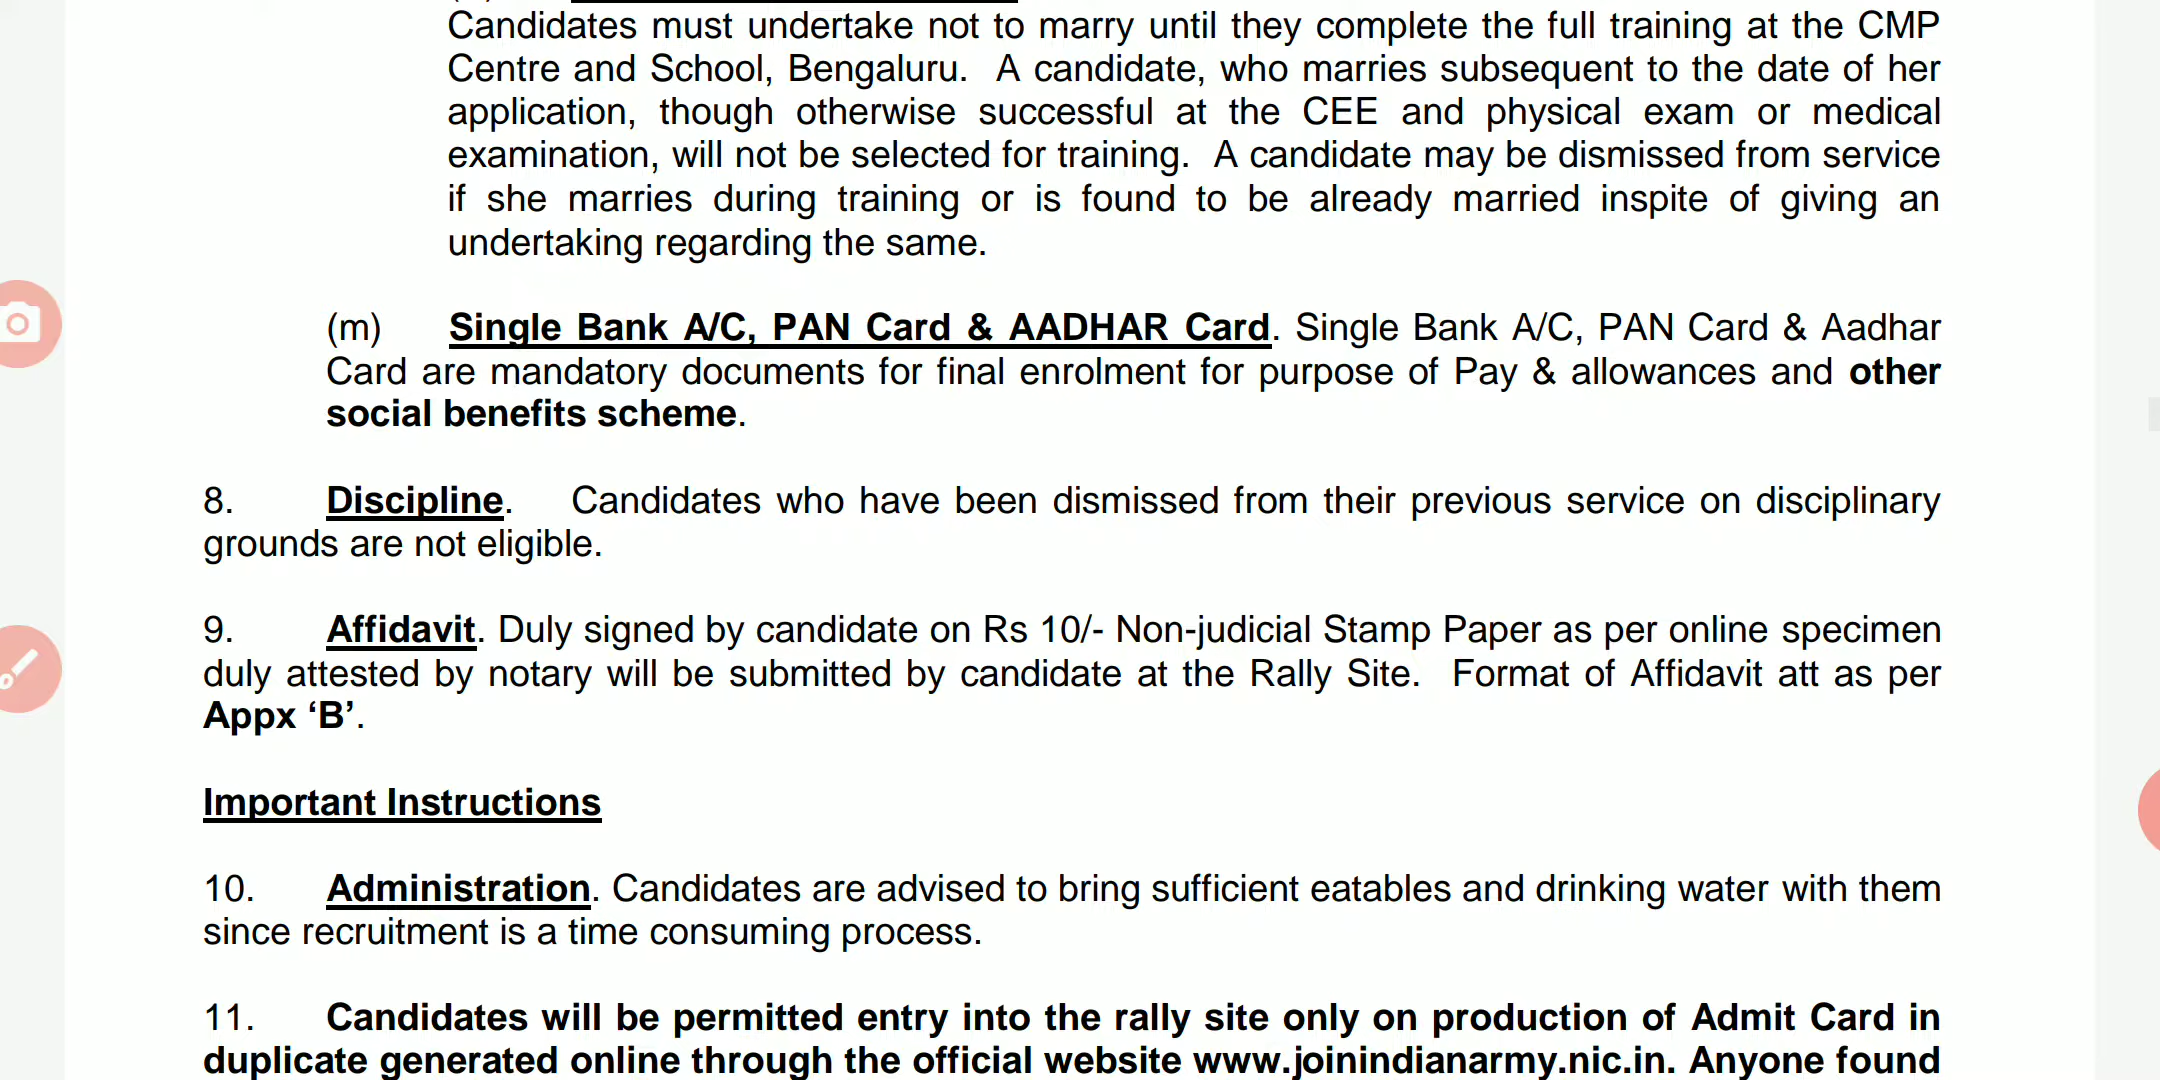 Candidates must undertake not to marry until they complete the full training at the CMP
Centre and School, Bengaluru. A candidate, who marries subsequent to the date of her
application, though otherwise successful at the CEE and physical exam or medical
examination, will not be selected for training. A candidate may be dismissed from service
if she marries during training or is found to be already married inspite of giving an
undertaking regarding the same.
(m) Single Bank A/C, PAN Card & AADHAR Card. Single Bank A/C, PAN Card & Aadhar
Card are mandatory documents for final enrolment for purpose of Pay & allowances and other
social benefits scheme.
8. Discipline. Candidates who have been dismissed from their previous service on disciplinary
grounds are not eligible.
9. Affidavit. Duly signed by candidate on Rs 10/- Non-judicial Stamp Paper as per online specimen
duly attested by notary will be submitted by candidate at the Rally Site. Format of Affidavit att as per
Appx ‘B’.
Important Instructions
10. Administration. Candidates are advised to bring sufficient eatables and drinking water with them
since recruitment is a time consuming process.
11. Candidates will be permitted entry into the rally site only on production of Admit Card in
duplicate generated online through the official website www.joinindianarmy.nic.in. Anyone found